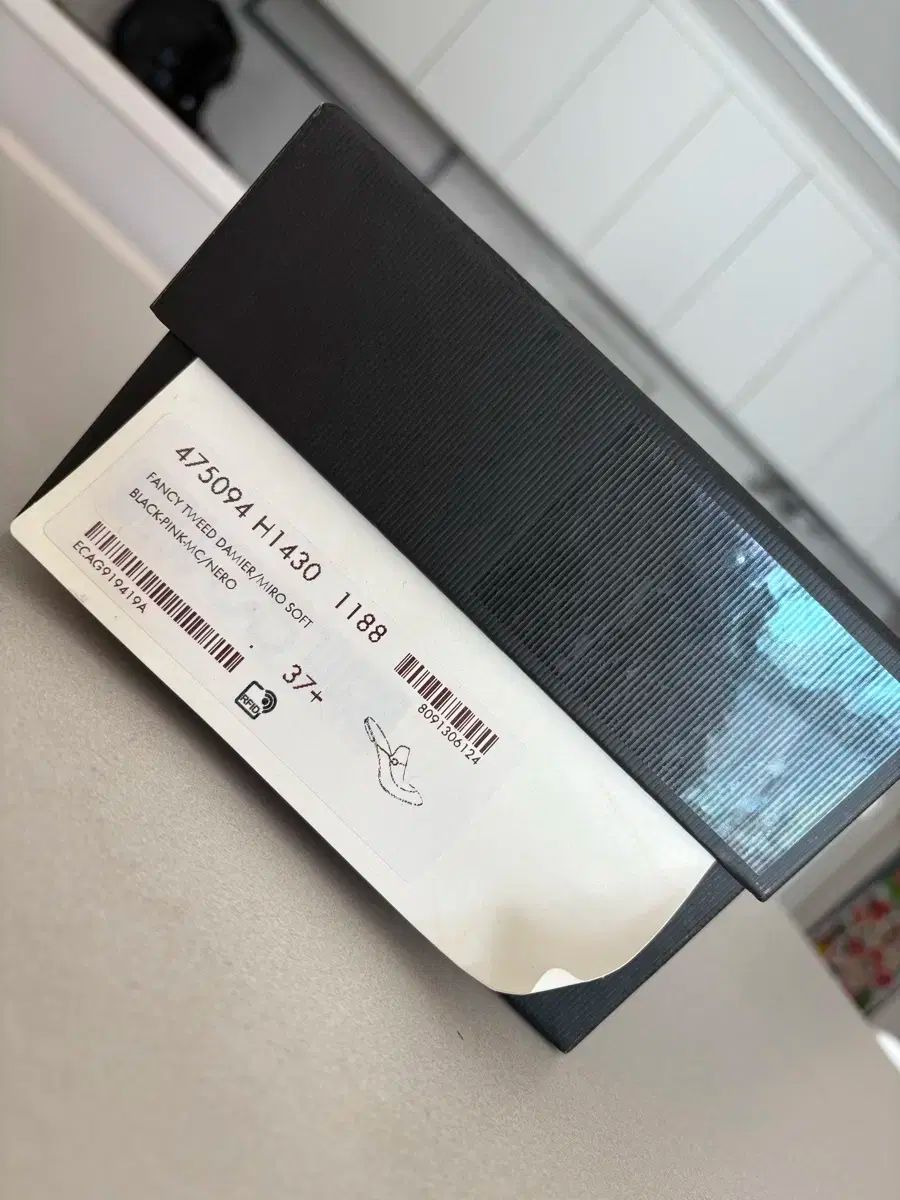 475094 H1430 1188
FANCY TWEED DAMIER/MIRO SOFT
BLACK-PINK-MC/NERO
ECAG919419A
37+
RFID
8091306124